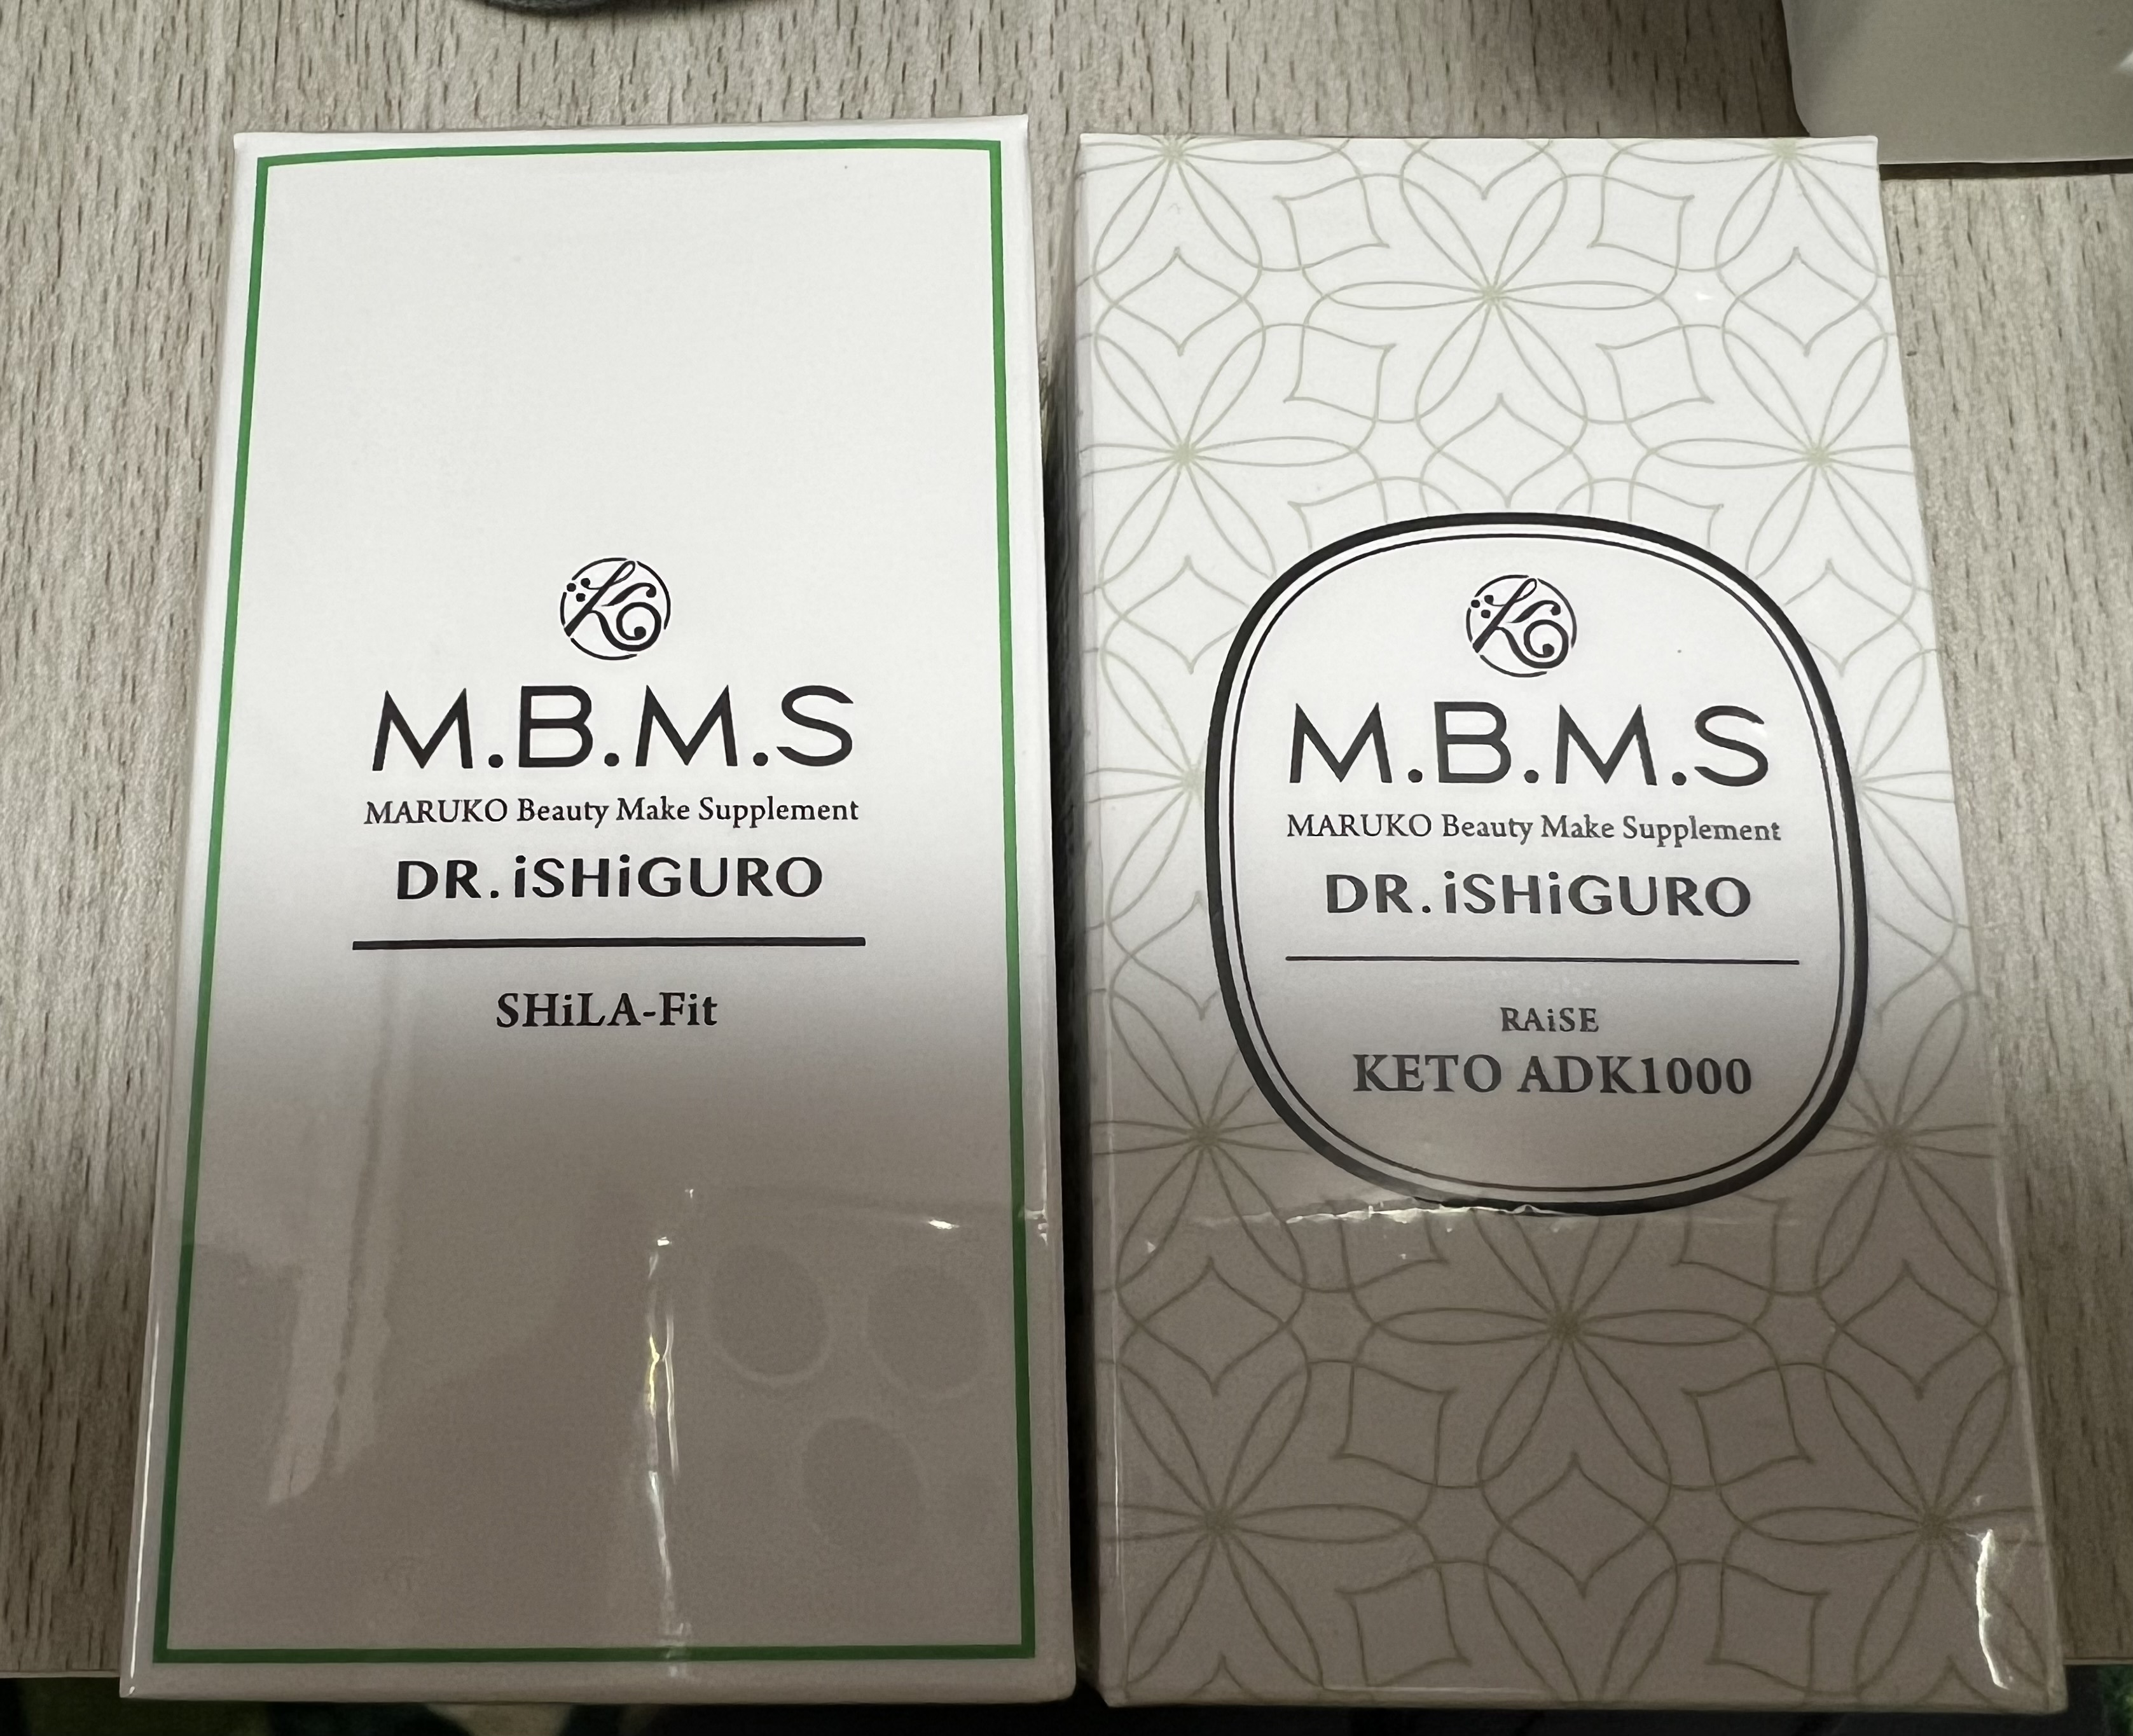 M.B.M.S
MARUKO Beauty Make Supplement
DR.iSHiGURO
SHiLA-Fit
M.B.M.S
MARUKO Beauty Make Supplement
DR.iSHiGURO
RAiSE
KETO ADK1000